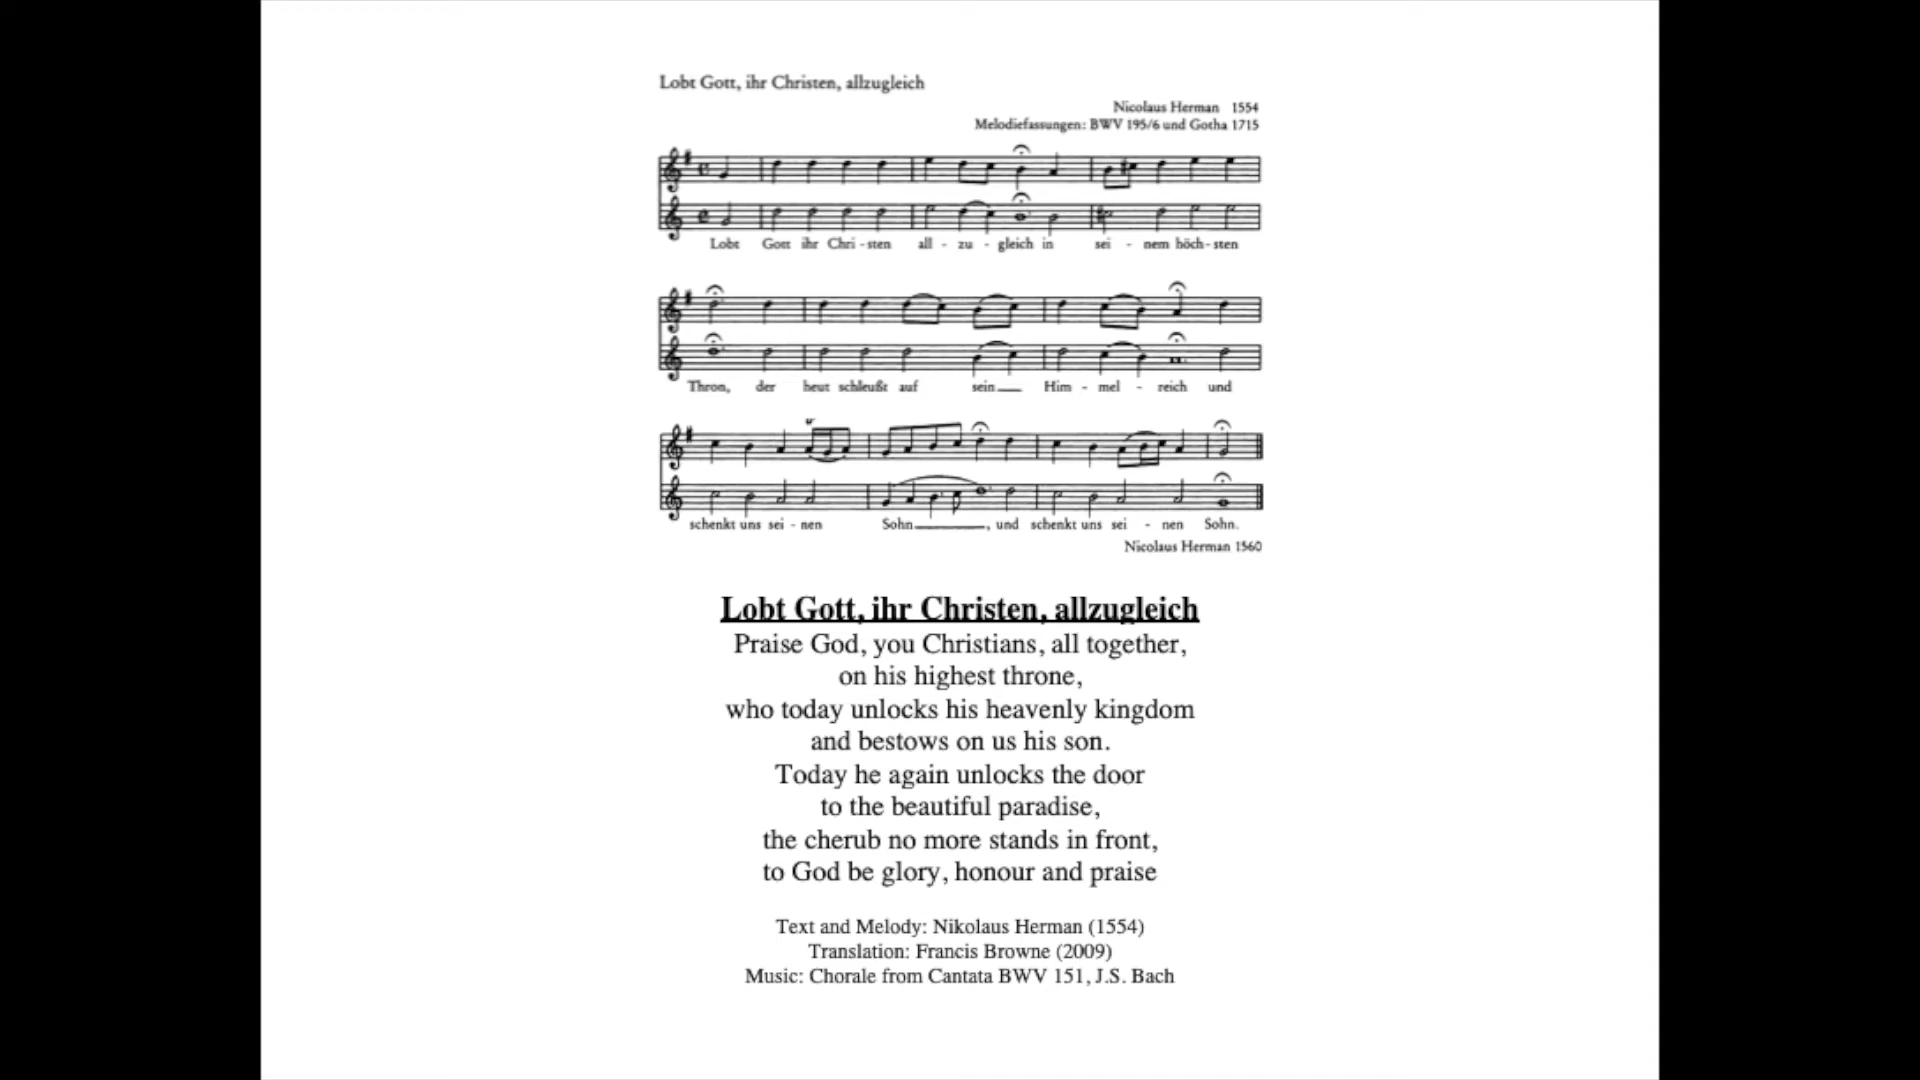 Lobt Gott, ihr Christen, allzugleich
Nicolaus Herman 1554
Melodiefassungen: BWV 195/6 und Gotha 1715
Lobt Gott ihr Chri - sten all - zu - gleich in sei - nem höch - sten
Thron, der heut schleußt auf sein Him - mel - reich und
schenkt uns sei - nen Sohn, und schenkt uns sei - nen Sohn.
Nicolaus Herman 1560
Lobt Gott, ihr Christen, allzugleich
Praise God, you Christians, all together,
on his highest throne,
who today unlocks his heavenly kingdom
and bestows on us his son.
Today he again unlocks the door
to the beautiful paradise,
the cherub no more stands in front,
to God be glory, honour and praise
Text and Melody: Nikolaus Herman (1554)
Translation: Francis Browne (2009)
Music: Chorale from Cantata BWV 151, J.S. Bach